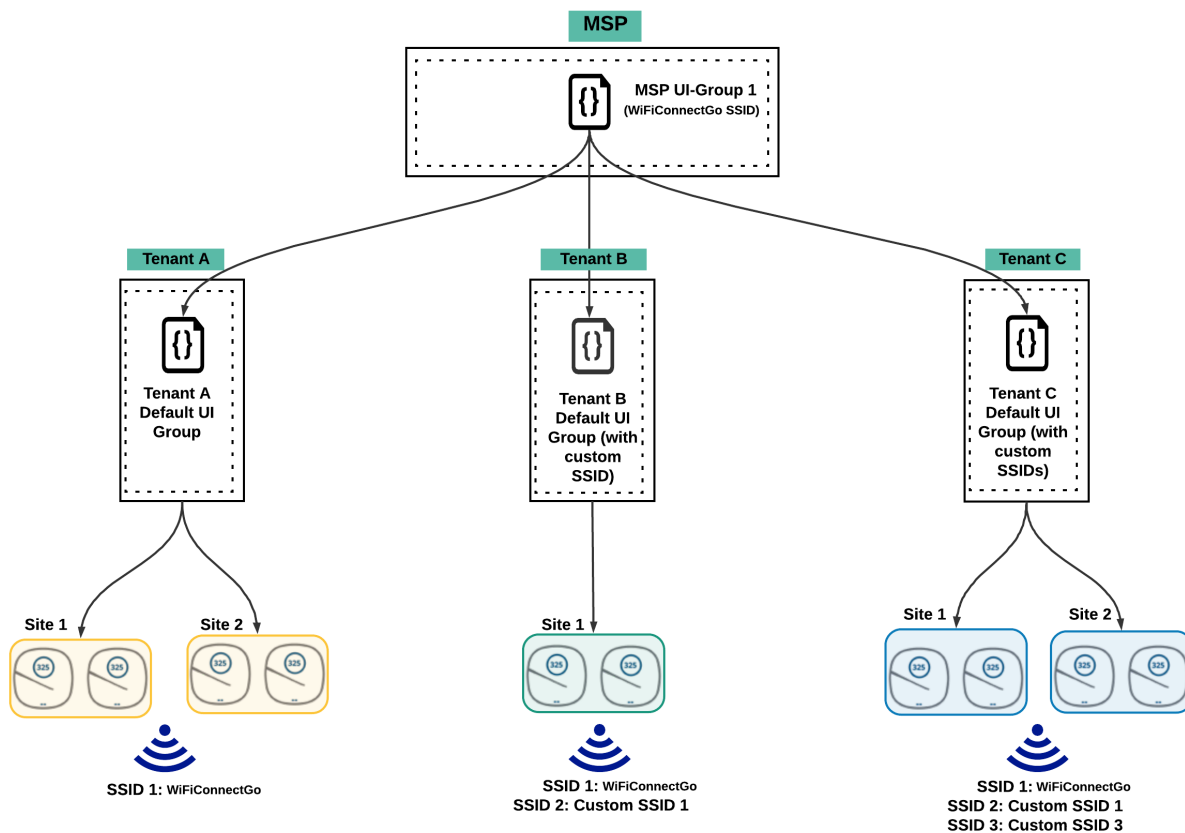 MSP
{}
MSP UI-Group 1
(WiFiConnectGo SSID)
Tenant A
Tenant B
Tenant C
{}
Tenant A
Default UI
Group
{}
Tenant B
Default UI
Group (with
custom
SSID)
{}
Tenant C
Default UI
Group (with
custom
SSIDs)
Site 1
Site 2
Site 1
Site 1
Site 2
325
325
325
325
325
325
325
325
325
325
SSID 1: WiFiConnectGo
SSID 1: WiFiConnectGo
SSID 2: Custom SSID 1
SSID 1: WiFiConnectGo
SSID 2: Custom SSID 1
SSID 3: Custom SSID 3